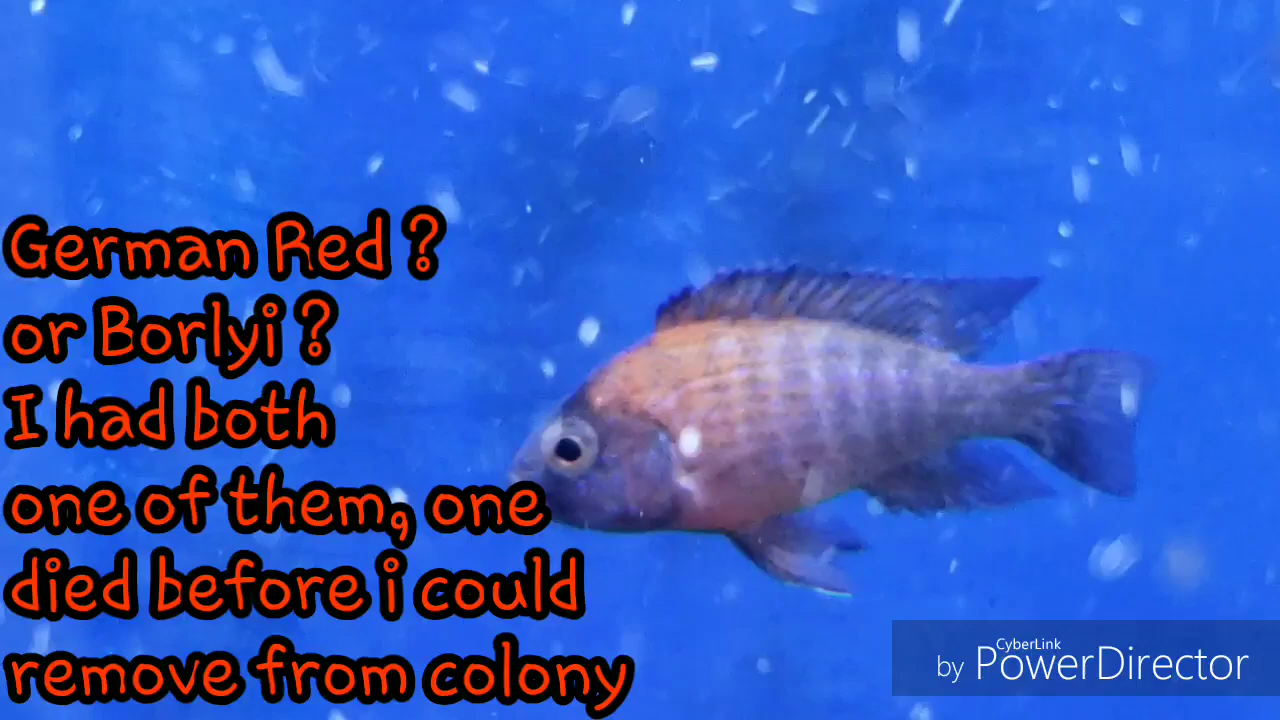 German Red ?
or Borlyi ?
I had both
one of them, one
died before i could
remove from colony
CyberLink
by PowerDirector